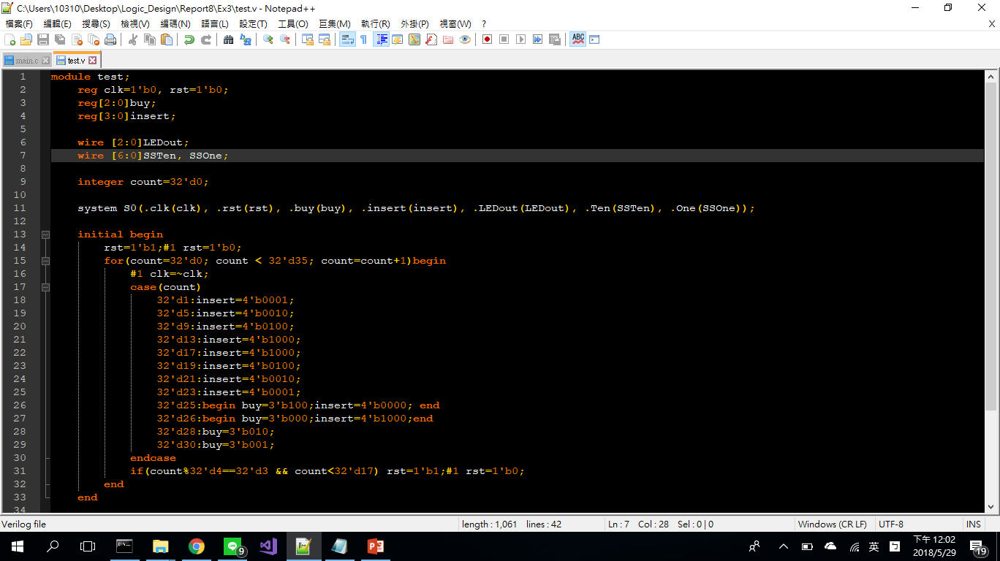 C:\Users\10310\Desktop\Logic_Design\Report8\Ex3\test.v - Notepad++
檔案(F) 編輯(E) 搜尋(S) 檢視(V) 編碼(N) 語言(L) 設定(T) 工具(O) 巨集(M) 執行(R) 外掛(P) 視窗(W) ? X
ABC
main.c test.v
1 module test;
2 reg clk=1'b0, rst=1'b0;
3 reg[2:0]buy;
4 reg[3:0]insert;
5
6 wire [2:0]LEDout;
7 wire [6:0]SSTen, SSOne;
8
9 integer count=32'd0;
10
11 system S0(.clk(clk), .rst(rst), .buy(buy), .insert(insert), .LEDout(LEDout), .Ten(SSTen), .One(SSOne));
12
13 initial begin
14 rst=1'b1;#1 rst=1'b0;
15 for(count=32'd0; count < 32'd35; count=count+1)begin
16 #1 clk=~clk;
17 case(count)
18 32'd1:insert=4'b0001;
19 32'd5:insert=4'b0010;
20 32'd9:insert=4'b0100;
21 32'd13:insert=4'b1000;
22 32'd17:insert=4'b1000;
23 32'd19:insert=4'b0100;
24 32'd21:insert=4'b0010;
25 32'd23:insert=4'b0001;
26 32'd25:begin buy=3'b100;insert=4'b0000; end
27 32'd26:begin buy=3'b000;insert=4'b1000;end
28 32'd28:buy=3'b010;
29 32'd30:buy=3'b001;
30 endcase
31 if(count%32'd4==32'd3 && count<32'd17) rst=1'b1;#1 rst=1'b0;
32 end
33 end
34
Verilog file length : 1,061 lines : 42 Ln : 7 Col : 28 Sel : 0 | 0 Windows (CR LF) UTF-8 INS
9 英 下午 12:02 19
2018/5/29